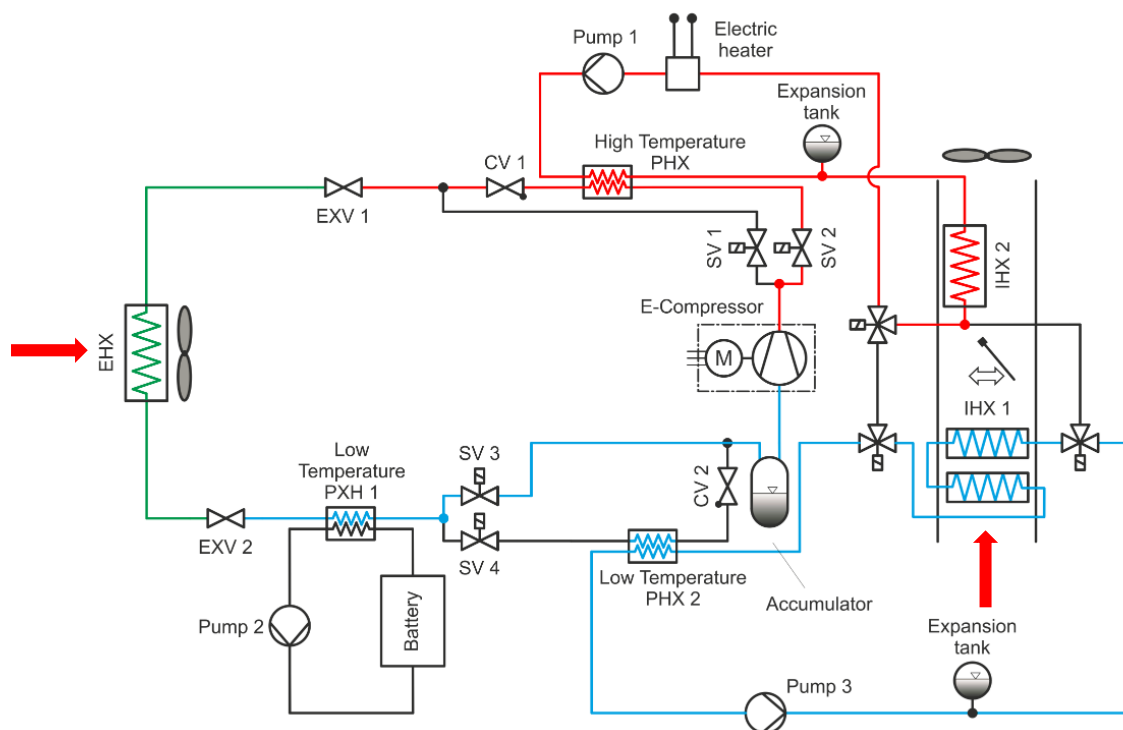 Pump 1
Electric
heater
Expansion
tank
High Temperature
PHX
CV 1
EXV 1
SV 1
SV 2
IHX 2
E-Compressor
M
EHX
IHX 1
Low
Temperature
PXH 1
SV 3
CV 2
EXV 2
SV 4
Low Temperature
PHX 2
Accumulator
Pump 2
Battery
Expansion
tank
Pump 3